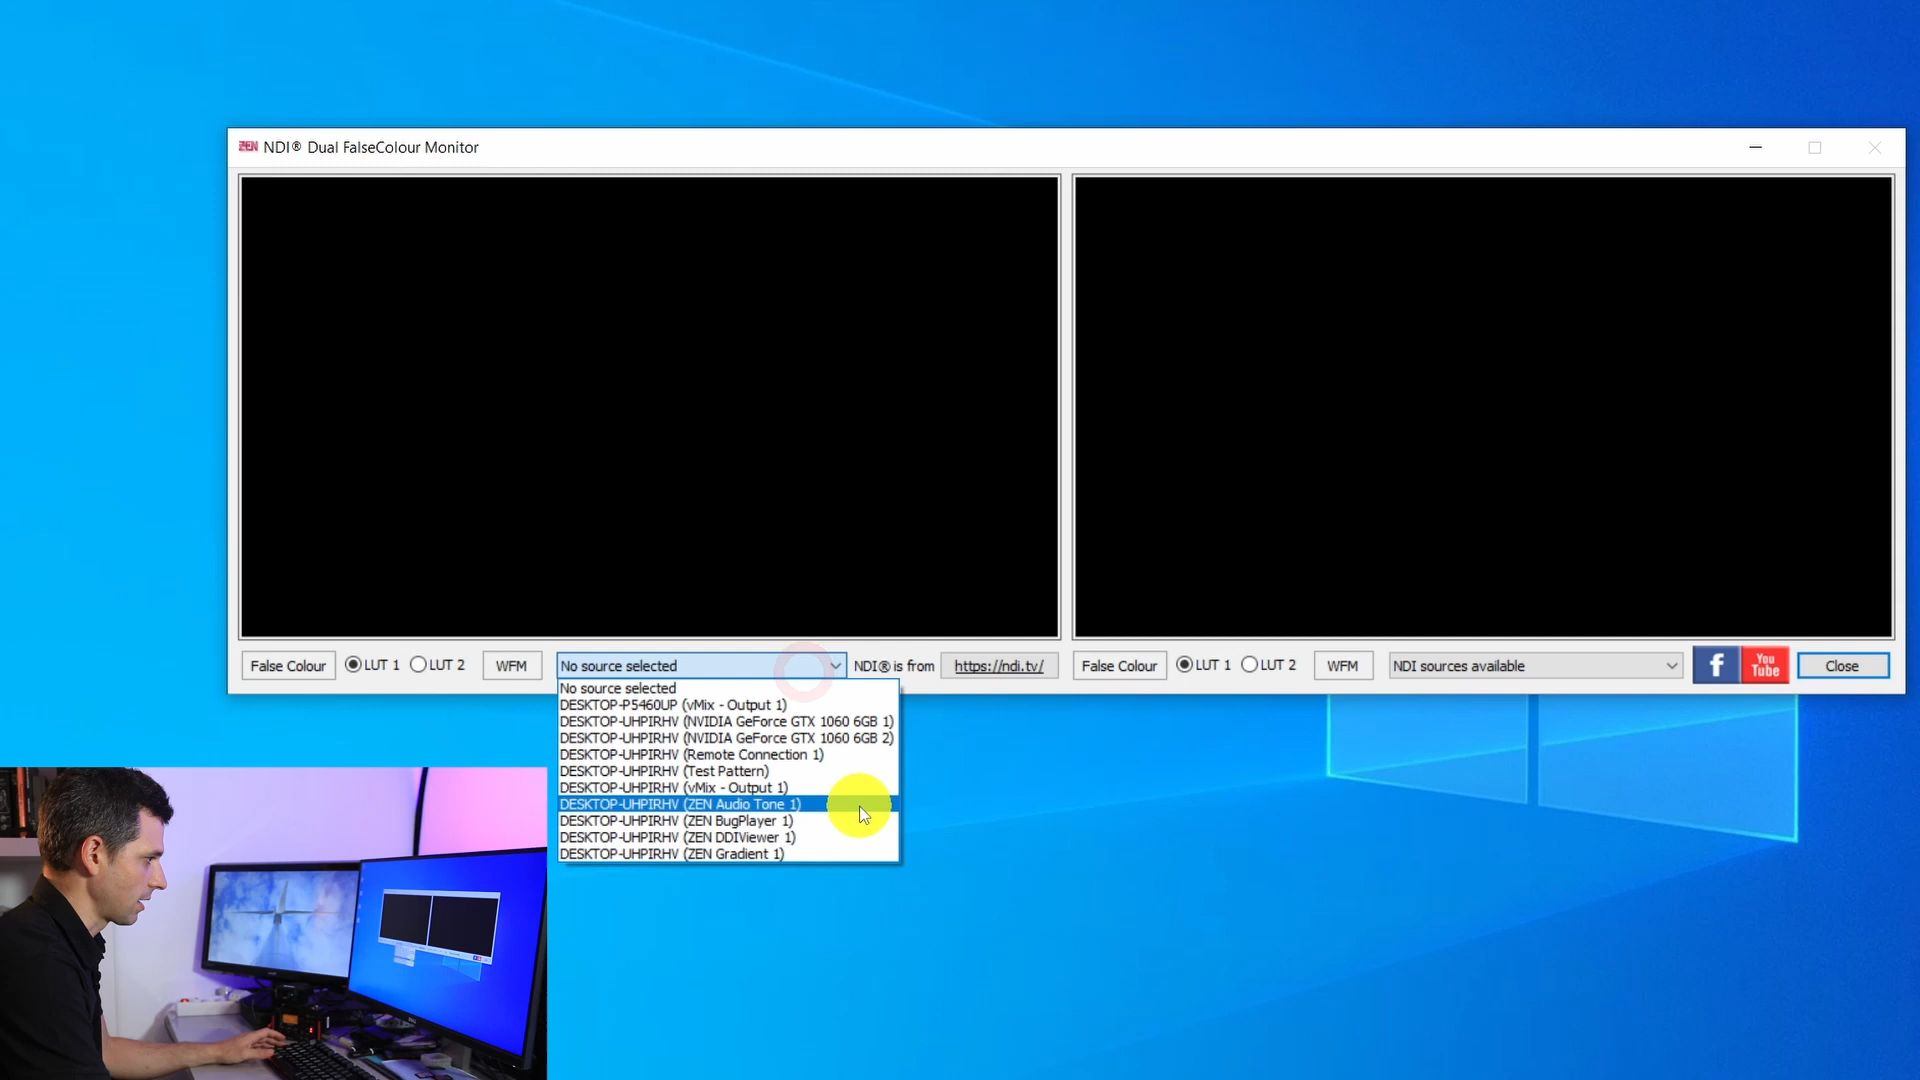 ZEN NDI® Dual FalseColour Monitor
False Colour LUT 1 LUT 2 WFM No source selected NDI® is from https://ndi.tv/ False Colour LUT 1 LUT 2 WFM NDI sources available f You Tube Close
No source selected
DESKTOP-P5460UP (vMix - Output 1)
DESKTOP-UHPIRHV (NVIDIA GeForce GTX 1060 6GB 1)
DESKTOP-UHPIRHV (NVIDIA GeForce GTX 1060 6GB 2)
DESKTOP-UHPIRHV (Remote Connection 1)
DESKTOP-UHPIRHV (Test Pattern)
DESKTOP-UHPIRHV (vMix - Output 1)
DESKTOP-UHPIRHV (ZEN Audio Tone 1)
DESKTOP-UHPIRHV (ZEN BugPlayer 1)
DESKTOP-UHPIRHV (ZEN DDIViewer 1)
DESKTOP-UHPIRHV (ZEN Gradient 1)